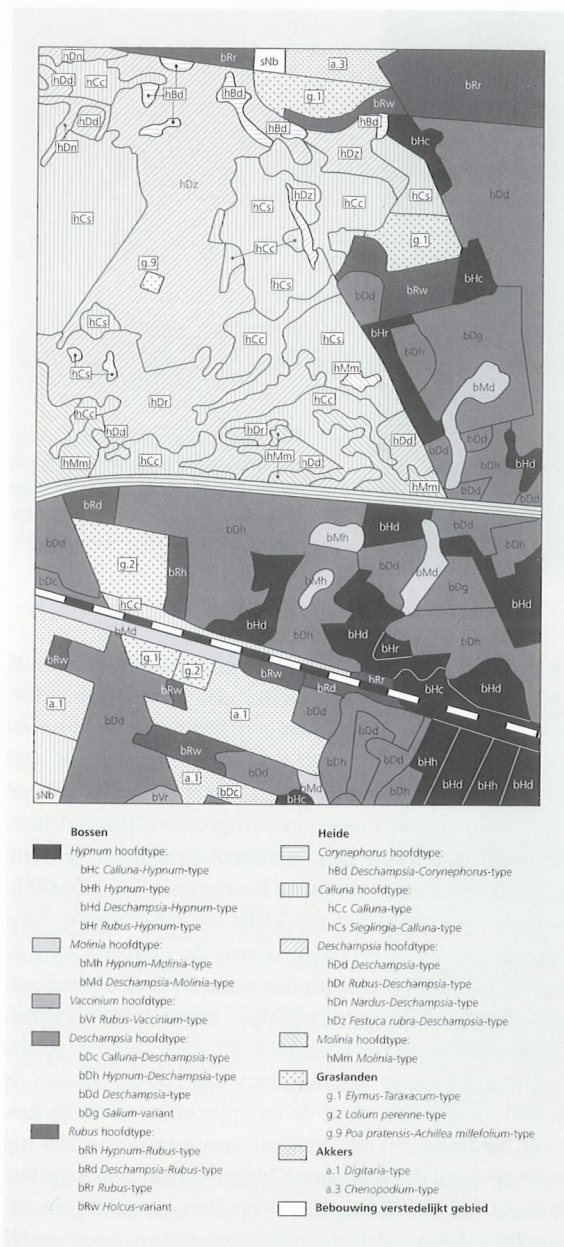 hDn bRr sNb a.3
hDd hCc hBd hBd g.1 bRw bRr
hDd hBd hBd bHc
hDn hDz hDz bDd
hCs hCs hDz hCc hCs
g.1
hCc
g.9 hCs bRw bHc
bDd
hCs hCc hCs bHr bDh bDg
hCs hMm bMd
hCc hDr hCc
hDd hDr hDd bDd bDd
hMm hCc hMm hDd hMm bDh bHd
bDd
bRd bDh bHd bDd
bDd bMh bDh
g.2 bRh bDd bMd
bDc bMh bDg bHd
hCc bHd bDh bHd bDh
bMd bHr
g.1 g.2 bRw bRr bHc bHd
bRw bRw bRd
a.1 bDd a.1 bDd
bRw bDd bDh bDh bHh
sNb a.1 bDd bMd bHd bHh bHd
bVr bDc bHc
Bossen
Hypnum hoofdtype:
bHc Calluna-Hypnum-type
bHh Hypnum-type
bHd Deschampsia-Hypnum-type
bHr Rubus-Hypnum-type
Molinia hoofdtype:
bMh Hypnum-Molinia-type
bMd Deschampsia-Molinia-type
Vaccinium hoofdtype:
bVr Rubus-Vaccinium-type
Deschampsia hoofdtype:
bDc Calluna-Deschampsia-type
bDh Hypnum-Deschampsia-type
bDd Deschampsia-type
bDg Galium-variant
Rubus hoofdtype:
bRh Hypnum-Rubus-type
bRd Deschampsia-Rubus-type
bRr Rubus-type
bRw Holcus-variant
Heide
Corynephorus hoofdtype:
hBd Deschampsia-Corynephorus-type
Calluna hoofdtype:
hCc Calluna-type
hCs Sieglingia-Calluna-type
Deschampsia hoofdtype:
hDd Deschampsia-type
hDr Rubus-Deschampsia-type
hDn Nardus-Deschampsia-type
hDz Festuca rubra-Deschampsia-type
Molinia hoofdtype:
hMm Molinia-type
Graslanden
g.1 Elymus-Taraxacum-type
g.2 Lolium perenne-type
g.9 Poa pratensis-Achillea millefolium-type
Akkers
a.1 Digitaria-type
a.3 Chenopodium-type
Bebouwing verstedelijkt gebied